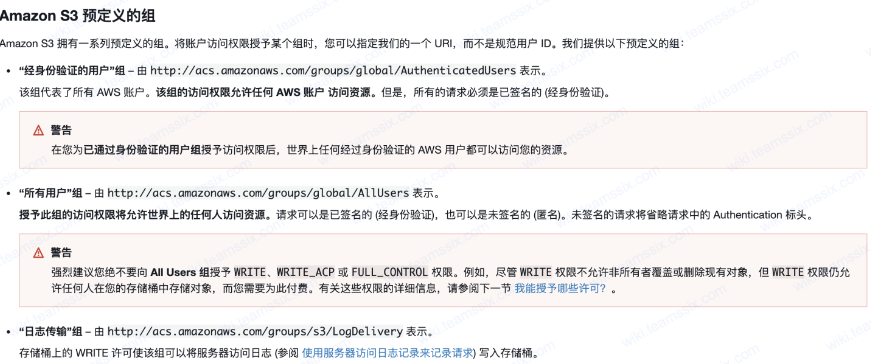 Amazon S3 预定义的组
Amazon S3 拥有一系列预定义的组。将账户访问权限授予某个组时，您可以指定我们的一个 URI，而不是规范用户 ID。我们提供以下预定义的组：
• “经身份验证的用户”组 – 由 http://acs.amazonaws.com/groups/global/AuthenticatedUsers 表示。
该组代表了所有 AWS 账户。该组的访问权限允许任何 AWS 账户 访问资源。但是，所有的请求必须是已签名的 (经身份验证)。
警告
在您为已通过身份验证的用户组授予访问权限后，世界上任何经过身份验证的 AWS 用户都可以访问您的资源。
• “所有用户”组 – 由 http://acs.amazonaws.com/groups/global/AllUsers 表示。
授予此组的访问权限将允许世界上的任何人访问资源。请求可以是已签名的 (经身份验证)，也可以是未签名的 (匿名)。未签名的请求将省略请求中的 Authentication 标头。
警告
强烈建议您绝不要向 All Users 组授予 WRITE、WRITE_ACP 或 FULL_CONTROL 权限。例如，尽管 WRITE 权限不允许非所有者覆盖或删除现有对象，但 WRITE 权限仍允
许任何人在您的存储桶中存储对象，而您需要为此付费。有关这些权限的详细信息，请参阅下一节 我能授予哪些许可？。
• “日志传输”组 – 由 http://acs.amazonaws.com/groups/s3/LogDelivery 表示。
存储桶上的 WRITE 许可使该组可以将服务器访问日志 (参阅 使用服务器访问日志记录来记录请求) 写入存储桶。
wiki.teamssix.com